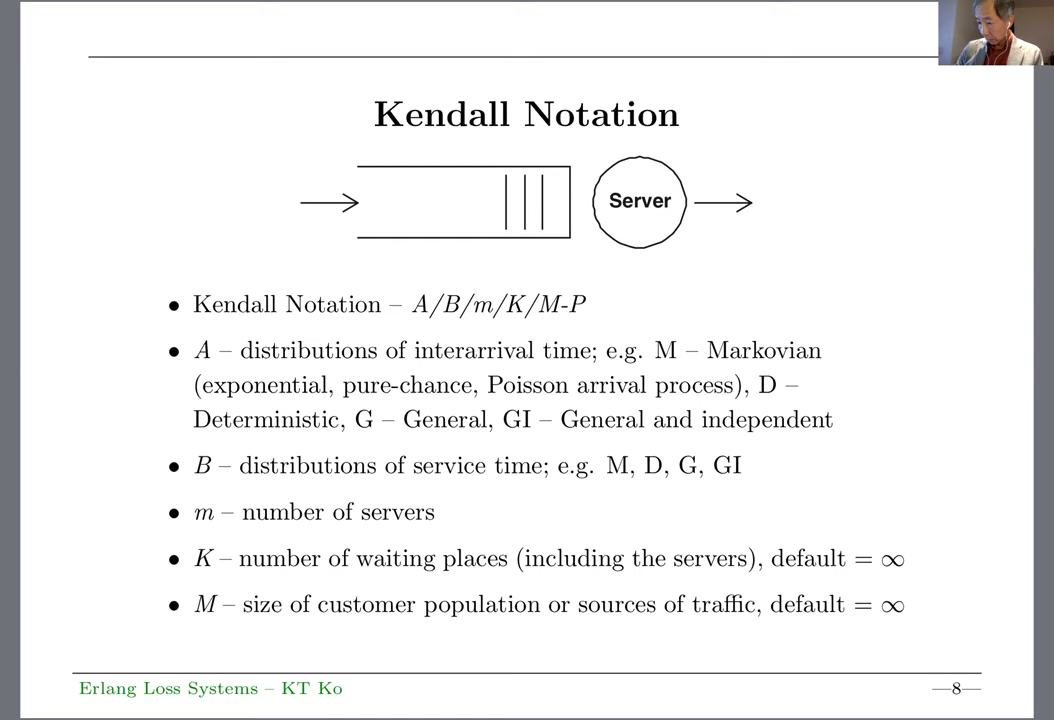 Kendall Notation
Server
• Kendall Notation – A/B/m/K/M-P
• A – distributions of interarrival time; e.g. M – Markovian
(exponential, pure-chance, Poisson arrival process), D –
Deterministic, G – General, GI – General and independent
• B – distributions of service time; e.g. M, D, G, GI
• m – number of servers
• K – number of waiting places (including the servers), default = ∞
• M – size of customer population or sources of traffic, default = ∞
Erlang Loss Systems – KT Ko
—8—